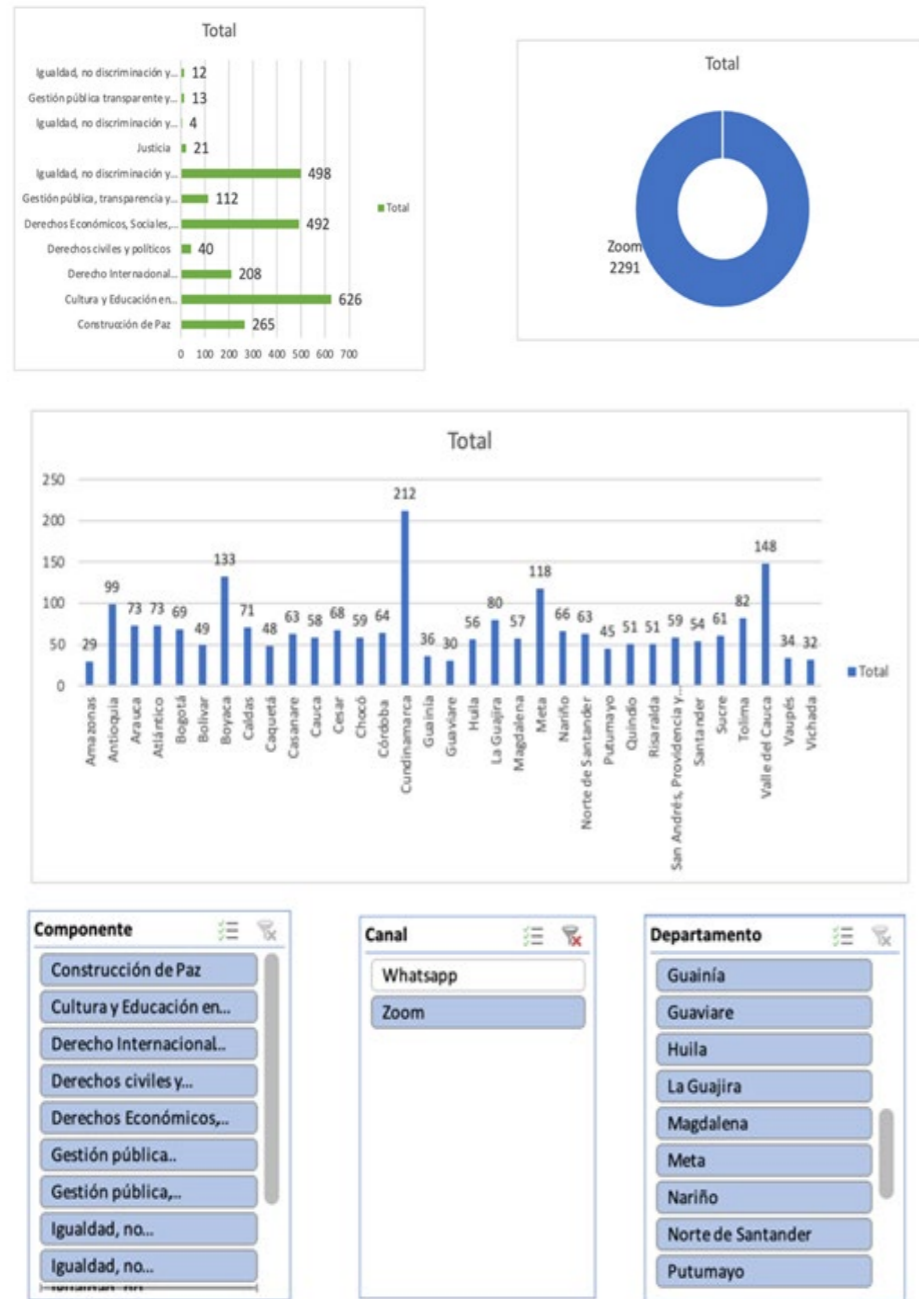 Total
Igualdad, no discriminación y... 12
Gestión pública transparente y... 13
Igualdad, no discriminación y... 4
Justicia 21
Igualdad, no discriminación y... 498
Gestión pública, transparencia y... 112
Derechos Económicos, Sociales,... 492
Derechos civiles y políticos 40
Derecho Internacional... 208
Cultura y Educación en... 626
Construcción de Paz 265
0 100 200 300 400 500 600 700
Total
Total
Zoom
2291
Total
250
200
150
100
50
0
29 99 73 73 69 49 133 71 48 63 58 68 59 64 212 36 30 56 80 57 118 66 63 45 51 51 59 54 61 82 148 34 32
Amazonas
Antioquia
Arauca
Atlántico
Bogotá
Bolivar
Boyaca
Caldas
Caquetá
Casanare
Cauca
Cesar
Chocó
Córdoba
Cundinamarca
Guainía
Guaviare
Huila
La Guajira
Magdalena
Meta
Nariño
Norte de Santander
Putumayo
Quindío
Risaralda
San Andrés, Providencia y...
Santander
Sucre
Tolima
Valle del Cauca
Vaupés
Vichada
Total
Componente
Construcción de Paz
Cultura y Educación en...
Derecho Internacional..
Derechos civiles y...
Derechos Económicos,..
Gestión pública..
Gestión pública,..
Igualdad, no...
Igualdad, no...
Canal
Whatsapp
Zoom
Departamento
Guainía
Guaviare
Huila
La Guajira
Magdalena
Meta
Nariño
Norte de Santander
Putumayo